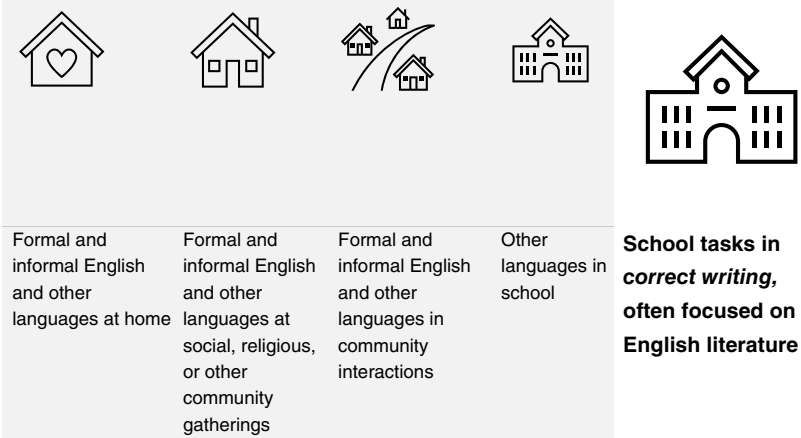 Formal and
informal English
and other
languages at home
Formal and
informal English
and other
languages at
social, religious,
or other
community
gatherings
Formal and
informal English
and other
languages in
community
interactions
Other
languages in
school
School tasks in
correct writing,
often focused on
English literature